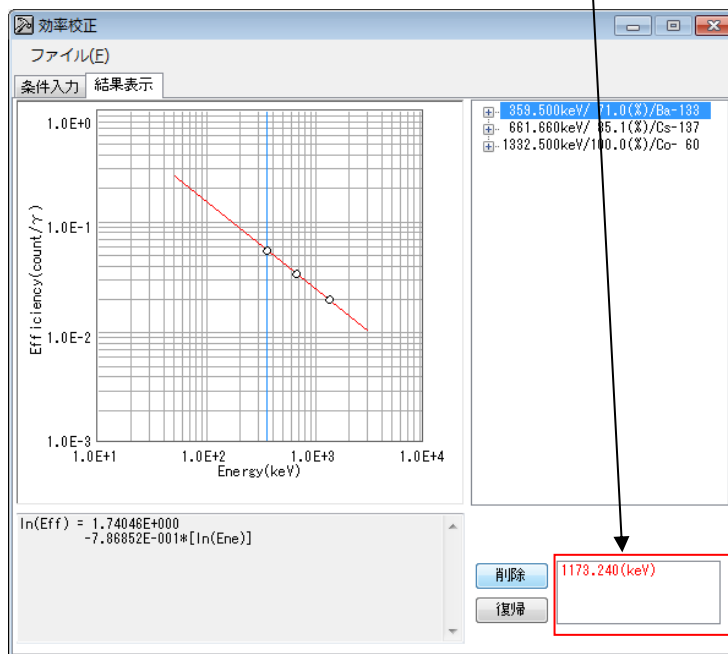 効率校正
ファイル(F)
条件入力 結果表示
1.0E+0
1.0E-1
1.0E-2
1.0E-3
Efficiency(count/γ)
1.0E+1 1.0E+2 1.0E+3 1.0E+4
Energy(keV)
359.500keV/ 71.0(%)/Ba-133
661.660keV/ 85.1(%)/Cs-137
1332.500keV/100.0(%)/Co- 60
ln(Eff) = 1.74046E+000
-7.86852E-001*[ln(Ene)]
削除
復帰
1173.240(keV)